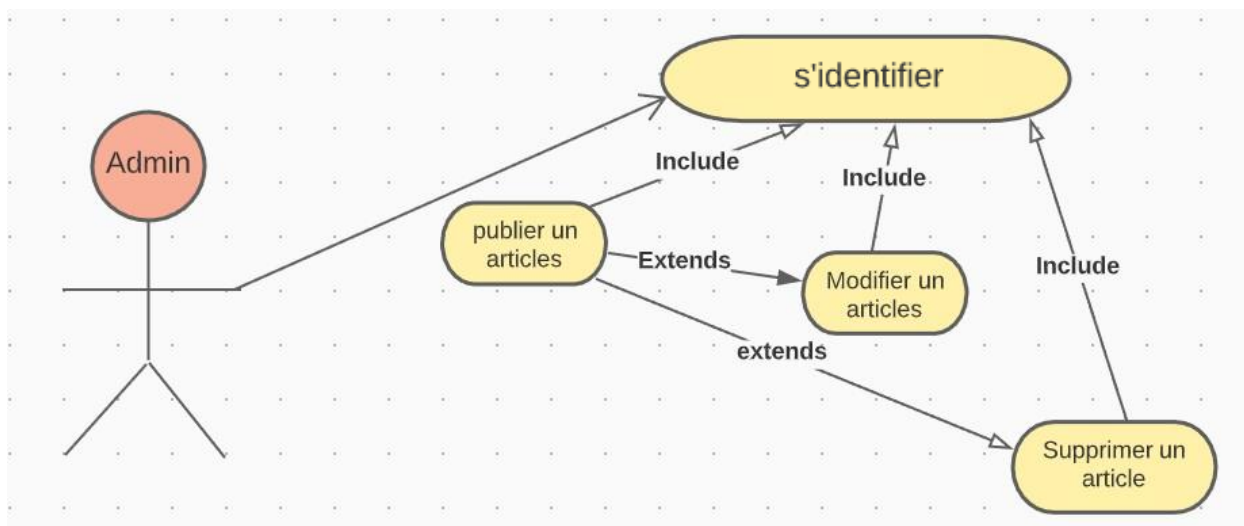 s'identifier
Admin
Include
Include
publier un
articles
Extends
Include
Modifier un
articles
extends
Supprimer un
article